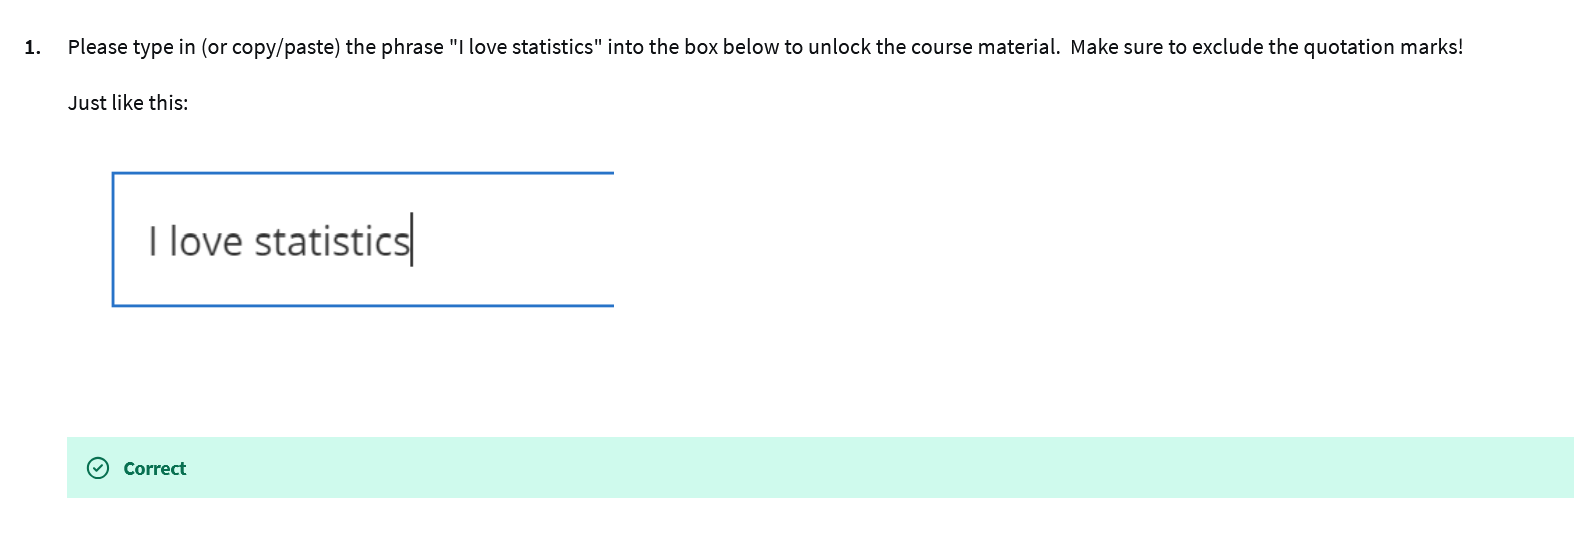 1. Please type in (or copy/paste) the phrase "I love statistics" into the box below to unlock the course material.  Make sure to exclude the quotation marks!
Just like this:
I love statistics
Correct